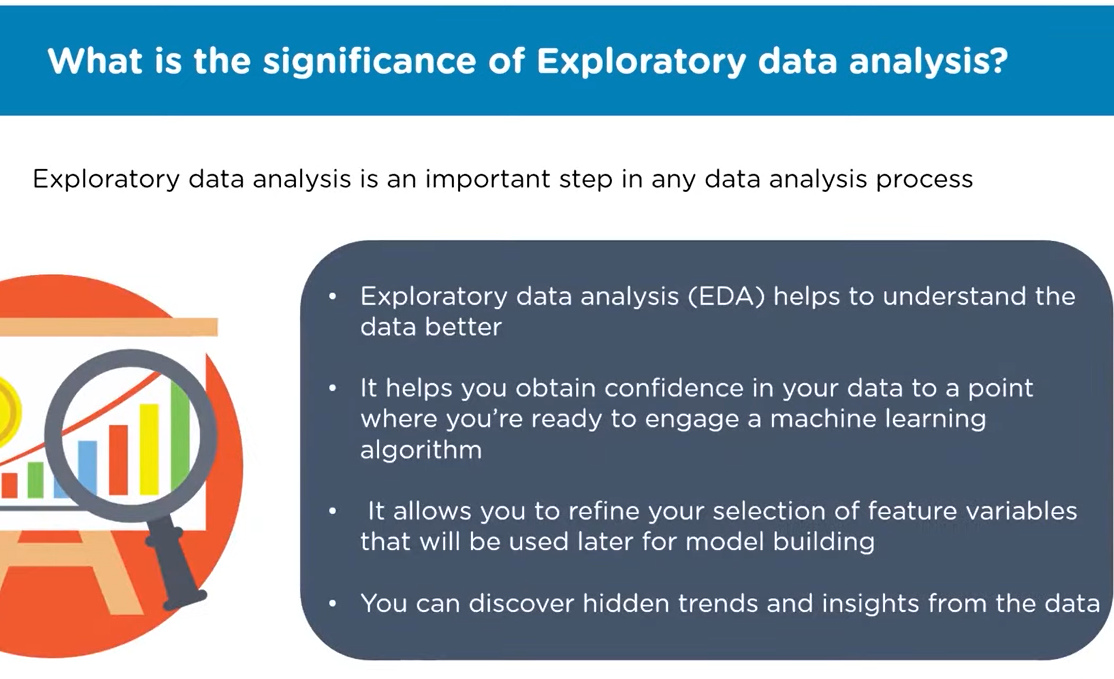 What is the significance of Exploratory data analysis?
Exploratory data analysis is an important step in any data analysis process
• Exploratory data analysis (EDA) helps to understand the
data better
• It helps you obtain confidence in your data to a point
where you're ready to engage a machine learning
algorithm
• It allows you to refine your selection of feature variables
that will be used later for model building
• You can discover hidden trends and insights from the data